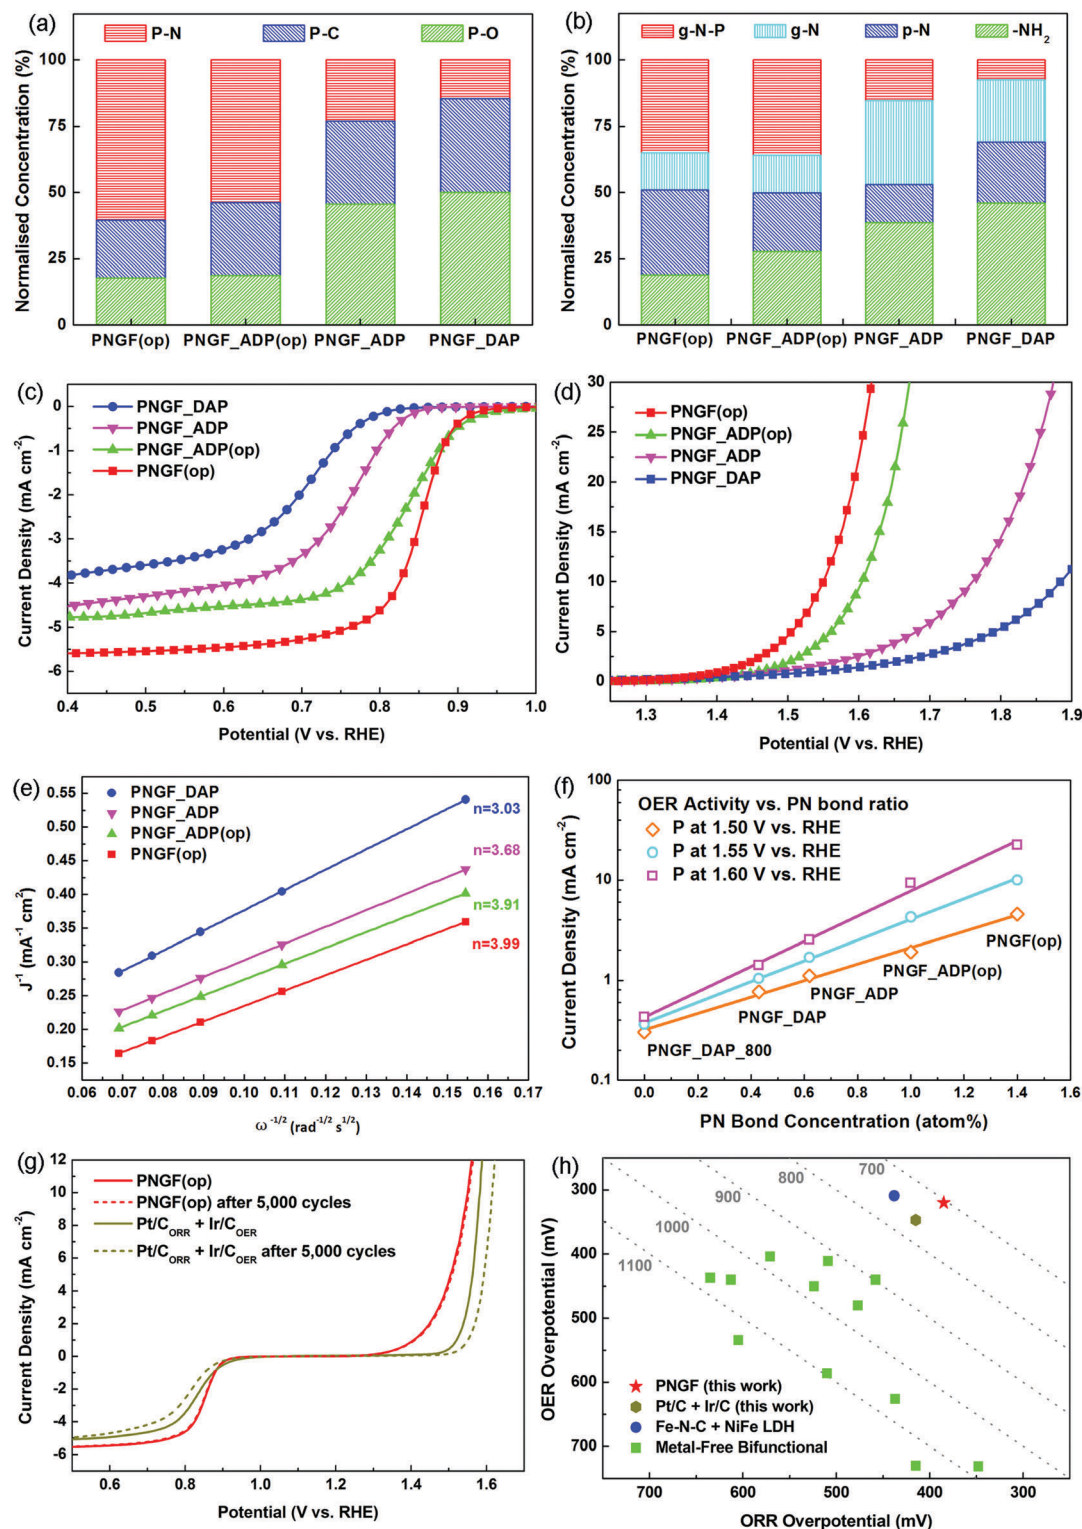 (a)
P-N P-C P-O
Normalised Concentration (%)
100
75
50
25
0
PNGF(op) PNGF_ADP(op) PNGF_ADP PNGF_DAP
(b)
g-N-P g-N p-N -NH2
Normalised Concentration (%)
100
75
50
25
0
PNGF(op) PNGF_ADP(op) PNGF_ADP PNGF_DAP
(c)
PNGF_DAP
PNGF_ADP
PNGF_ADP(op)
PNGF(op)
Current Density (mA cm-2)
0
-1
-2
-3
-4
-5
-6
0.4 0.5 0.6 0.7 0.8 0.9 1.0
Potential (V vs. RHE)
(d)
PNGF(op)
PNGF_ADP(op)
PNGF_ADP
PNGF_DAP
Current Density (mA cm-2)
30
25
20
15
10
5
0
1.3 1.4 1.5 1.6 1.7 1.8 1.9
Potential (V vs. RHE)
(e)
PNGF_DAP
PNGF_ADP
PNGF_ADP(op)
PNGF(op)
n=3.03
n=3.68
n=3.91
n=3.99
J-1 (mA-1 cm2)
0.55
0.50
0.45
0.40
0.35
0.30
0.25
0.20
0.15
0.06 0.07 0.08 0.09 0.10 0.11 0.12 0.13 0.14 0.15 0.16 0.17
ω -1/2 (rad-1/2 s1/2)
(f)
OER Activity vs. PN bond ratio
P at 1.50 V vs. RHE
P at 1.55 V vs. RHE
P at 1.60 V vs. RHE
PNGF(op)
PNGF_ADP(op)
PNGF_ADP
PNGF_DAP
PNGF_DAP_800
Current Density (mA cm-2)
100
10
1
0.1
0.0 0.2 0.4 0.6 0.8 1.0 1.2 1.4 1.6
PN Bond Concentration (atom%)
(g)
PNGF(op)
PNGF(op) after 5,000 cycles
Pt/CORR + Ir/COER
Pt/CORR + Ir/COER after 5,000 cycles
Current Density (mA cm-2)
12
10
8
6
4
2
0
-2
-4
-6
0.6 0.8 1.0 1.2 1.4 1.6
Potential (V vs. RHE)
(h)
700
800
900
1000
1100
PNGF (this work)
Pt/C + Ir/C (this work)
Fe-N-C + NiFe LDH
Metal-Free Bifunctional
OER Overpotential (mV)
300
400
500
600
700
700 600 500 400 300
ORR Overpotential (mV)